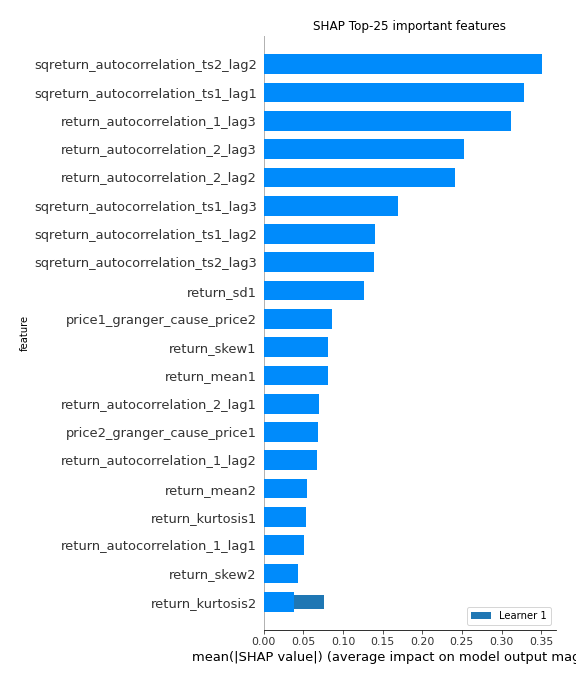 SHAP Top-25 important features
sqreturn_autocorrelation_ts2_lag2
sqreturn_autocorrelation_ts1_lag1
return_autocorrelation_1_lag3
return_autocorrelation_2_lag3
return_autocorrelation_2_lag2
sqreturn_autocorrelation_ts1_lag3
sqreturn_autocorrelation_ts1_lag2
sqreturn_autocorrelation_ts2_lag3
return_sd1
price1_granger_cause_price2
return_skew1
return_mean1
return_autocorrelation_2_lag1
price2_granger_cause_price1
return_autocorrelation_1_lag2
return_mean2
return_kurtosis1
return_autocorrelation_1_lag1
return_skew2
return_kurtosis2
feature
Learner 1
0.00 0.05 0.10 0.15 0.20 0.25 0.30 0.35
mean(|SHAP value|) (average impact on model output mag